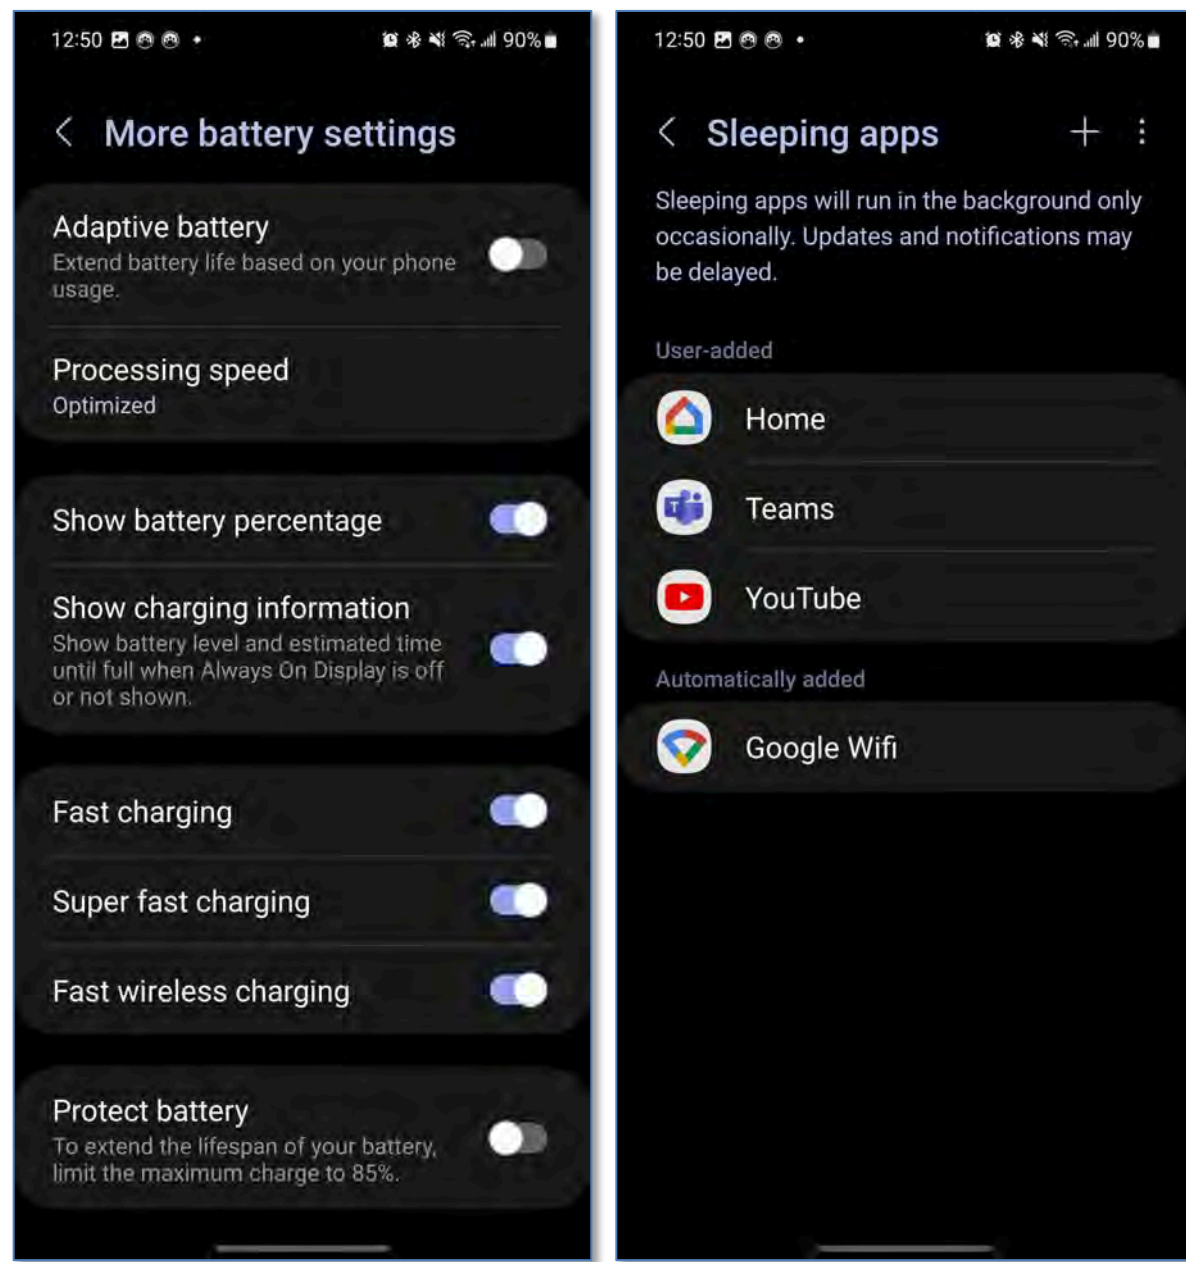 12:50
90%
More battery settings
Adaptive battery
Extend battery life based on your phone
usage.
Processing speed
Optimized
Show battery percentage
Show charging information
Show battery level and estimated time
until full when Always On Display is off
or not shown.
Fast charging
Super fast charging
Fast wireless charging
Protect battery
To extend the lifespan of your battery,
limit the maximum charge to 85%.
12:50
90%
Sleeping apps
Sleeping apps will run in the background only
occasionally. Updates and notifications may
be delayed.
User-added
Home
Teams
YouTube
Automatically added
Google Wifi